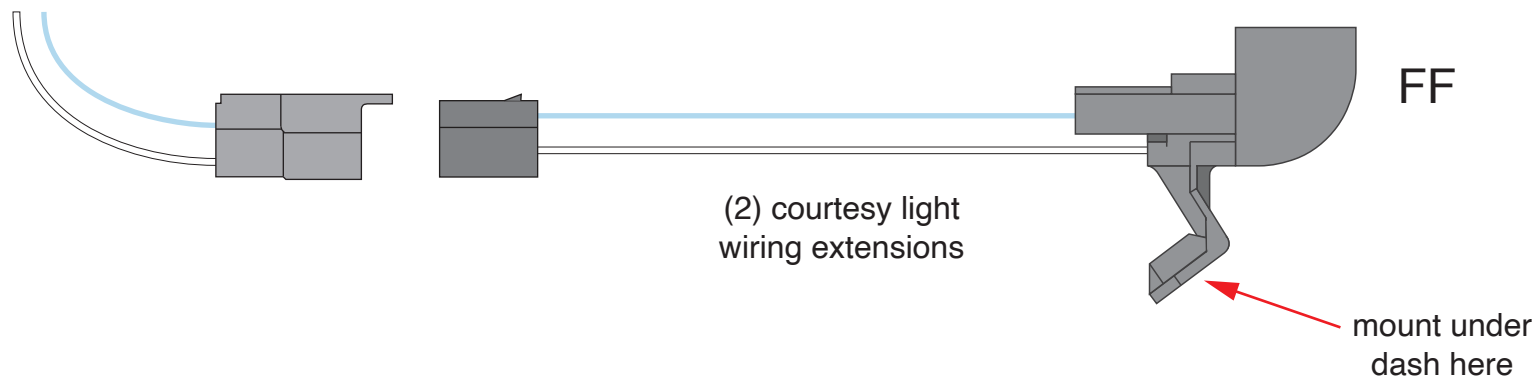 FF
(2) courtesy light
wiring extensions
mount under
dash here